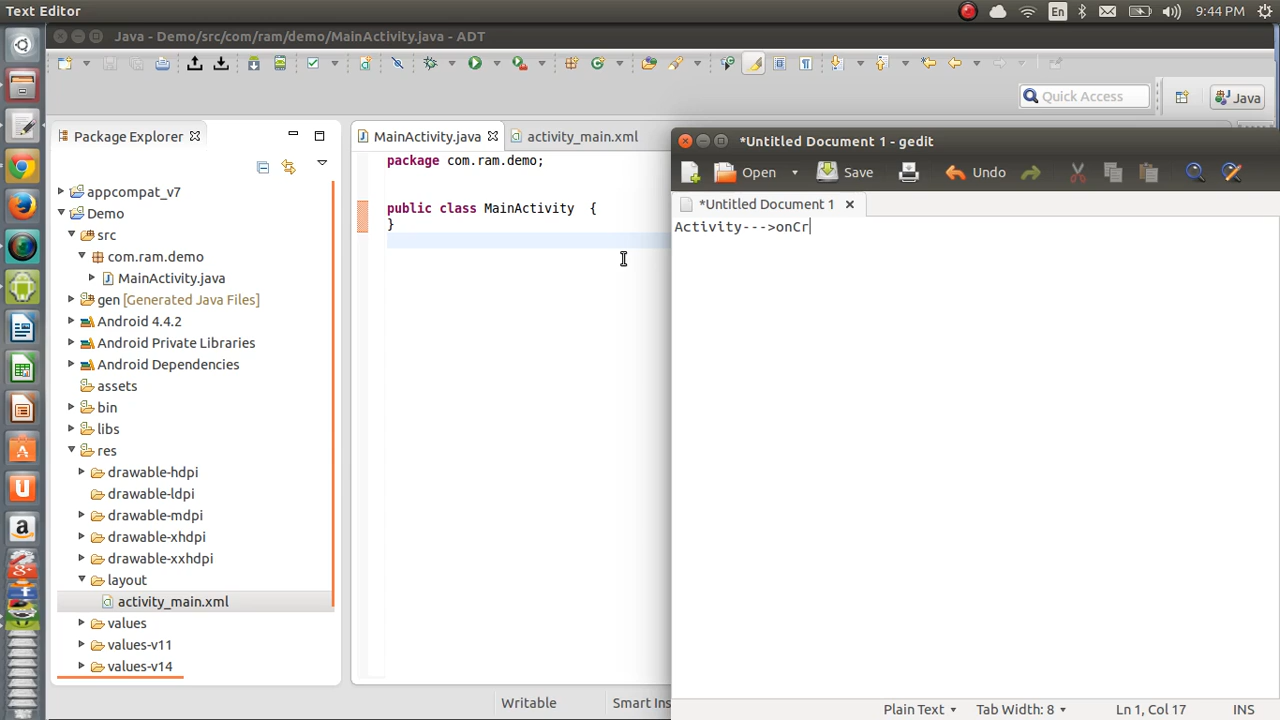 Text Editor
En
9:44 PM
Java - Demo/src/com/ram/demo/MainActivity.java - ADT
Quick Access
Java
Package Explorer
MainActivity.java
activity_main.xml
appcompat_v7
Demo
src
com.ram.demo
MainActivity.java
gen [Generated Java Files]
Android 4.4.2
Android Private Libraries
Android Dependencies
assets
bin
libs
res
drawable-hdpi
drawable-ldpi
drawable-mdpi
drawable-xhdpi
drawable-xxhdpi
layout
activity_main.xml
values
values-v11
values-v14
package com.ram.demo;
public class MainActivity {
}
Writable
Smart Ins
*Untitled Document 1 - gedit
Open
Save
Undo
*Untitled Document 1
Activity--->onCr
Plain Text
Tab Width: 8
Ln 1, Col 17
INS